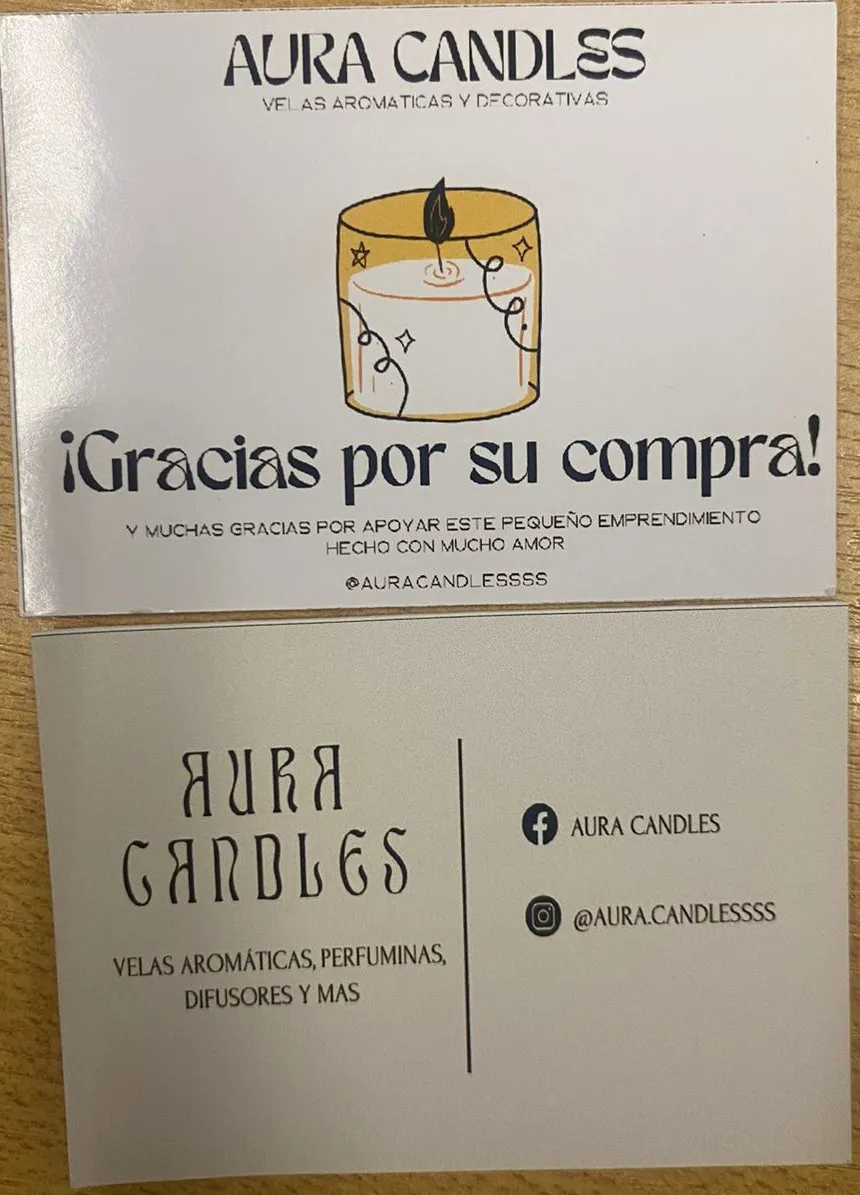 AURA CANDLES
VELAS AROMATICAS Y DECORATIVAS
¡Gracias por su compra!
Y MUCHAS GRACIAS POR APOYAR ESTE PEQUEÑO EMPRENDIMIENTO
HECHO CON MUCHO AMOR
@AURACANDLESSSS
AURA
CANDLES
VELAS AROMÁTICAS, PERFUMINAS,
DIFUSORES Y MAS
AURA CANDLES
@AURA.CANDLESSSS